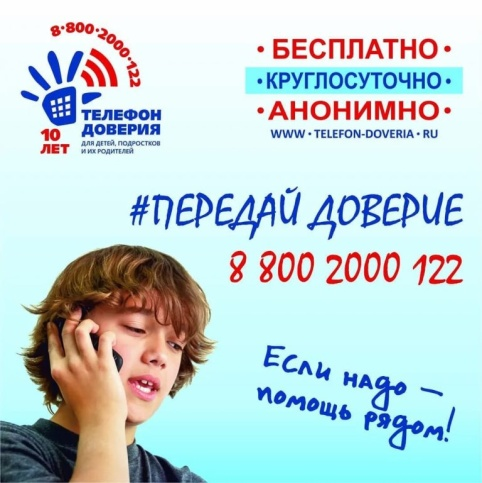 8·800·2000·122
ТЕЛЕФОН
ДОВЕРИЯ
10
ЛЕТ
ДЛЯ ДЕТЕЙ, ПОДРОСТКОВ
И ИХ РОДИТЕЛЕЙ
·БЕСПЛАТНО·
·КРУГЛОСУТОЧНО·
·АНОНИМНО·
WWW·TELEFON-DOVERIA·RU
#ПЕРЕДАЙ ДОВЕРИЕ
8 800 2000 122
Если надо –
помощь рядом!